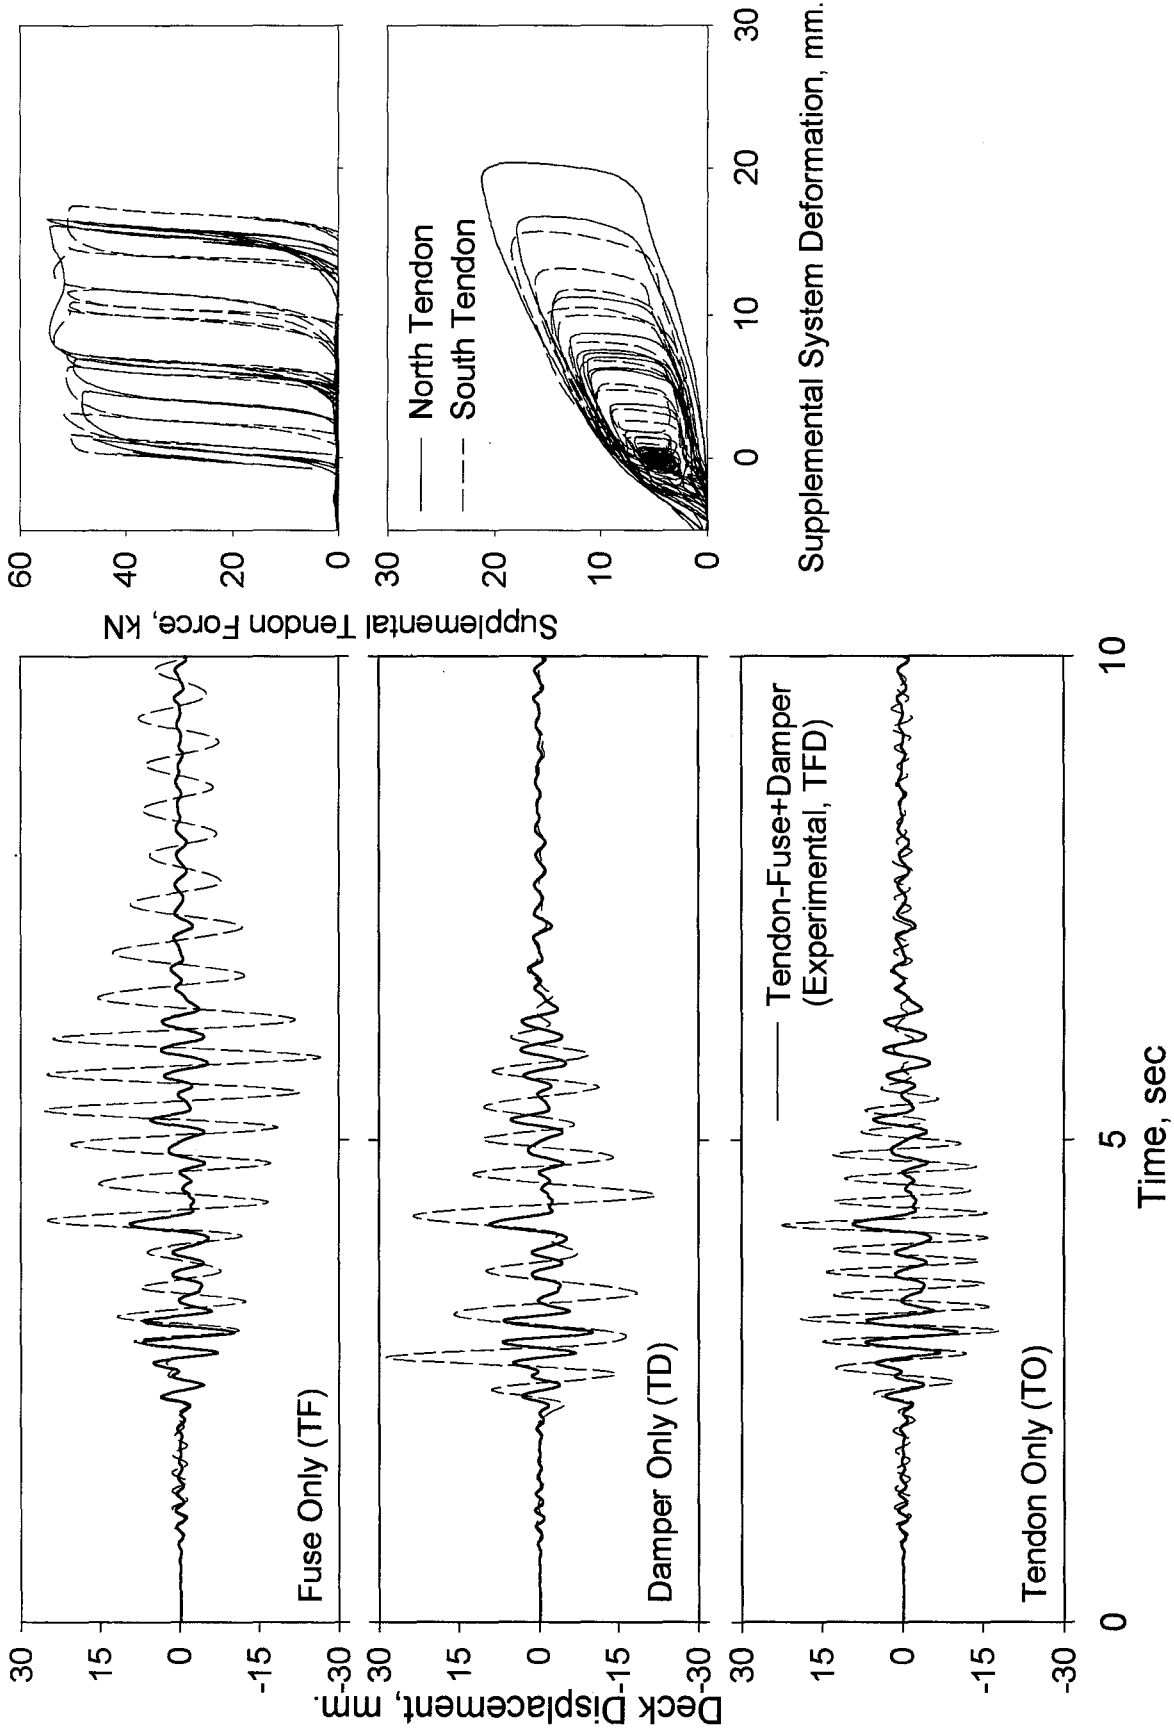 Deck Displacement, mm.
30
15
0
-15
-30
Fuse Only (TF)
30
15
0
-15
-30
Damper Only (TD)
30
15
0
-15
-30
Tendon Only (TO)
Tendon-Fuse+Damper
(Experimental, TFD)
0
5
10
Time, sec
Supplemental Tendon Force, kN
60
40
20
0
30
20
10
0
North Tendon
South Tendon
0
10
20
30
Supplemental System Deformation, mm.